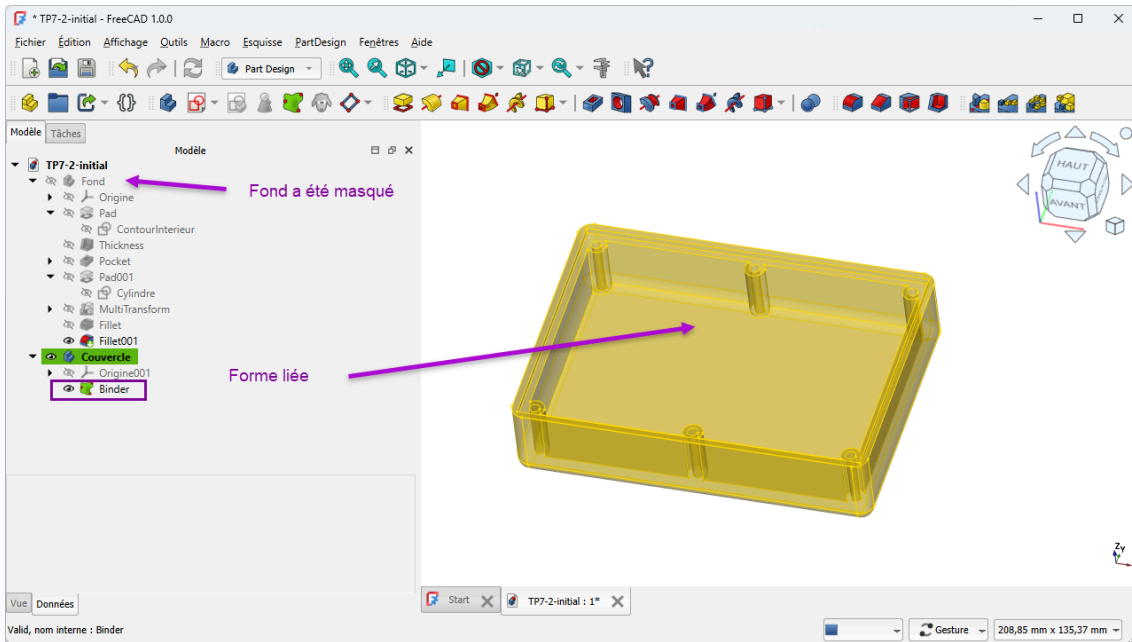 * TP7-2-initial - FreeCAD 1.0.0
Fichier Édition Affichage Outils Macro Esquisse PartDesign Fenêtres Aide
Part Design
Modèle Tâches
Modèle
TP7-2-initial
Fond
Fond a été masqué
Origine
Pad
ContourInterieur
Thickness
Pocket
Pad001
Cylindre
MultiTransform
Fillet
Fillet001
Couvercle
Origine001
Forme liée
Binder
HAUT
AVANT
Z
Y
Vue Données
Start
TP7-2-initial : 1*
Valid, nom interne : Binder
Gesture
208,85 mm x 135,37 mm